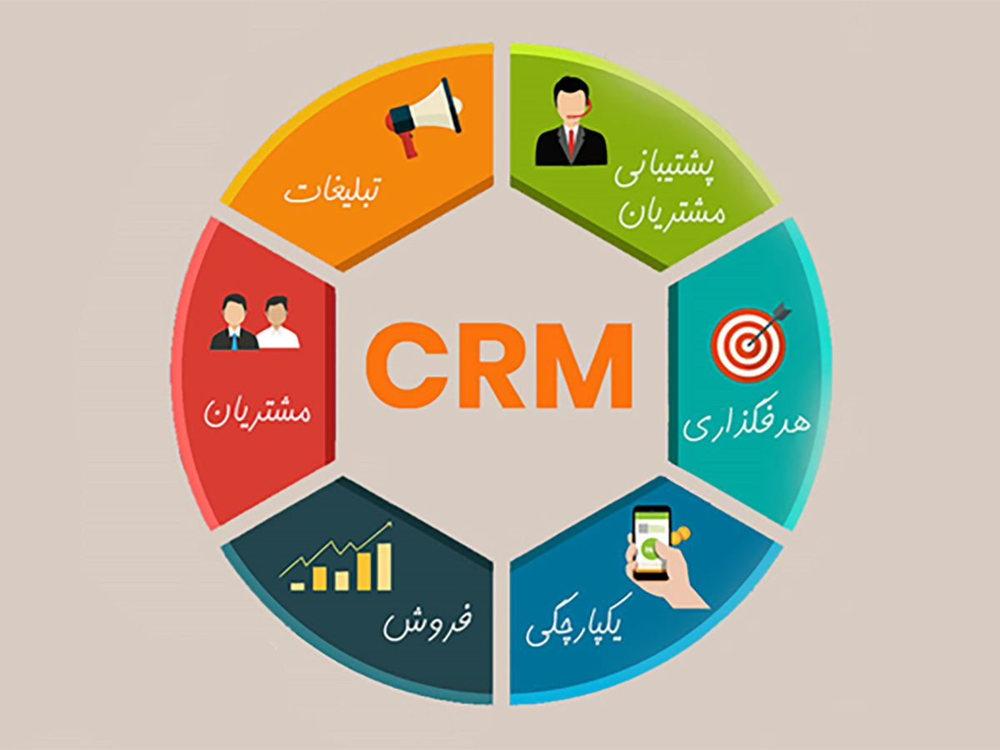 CRM
پشتیبانی
مشتریان
هدفگذاری
یکپارچگی
فروش
مشتریان
تبلیغات